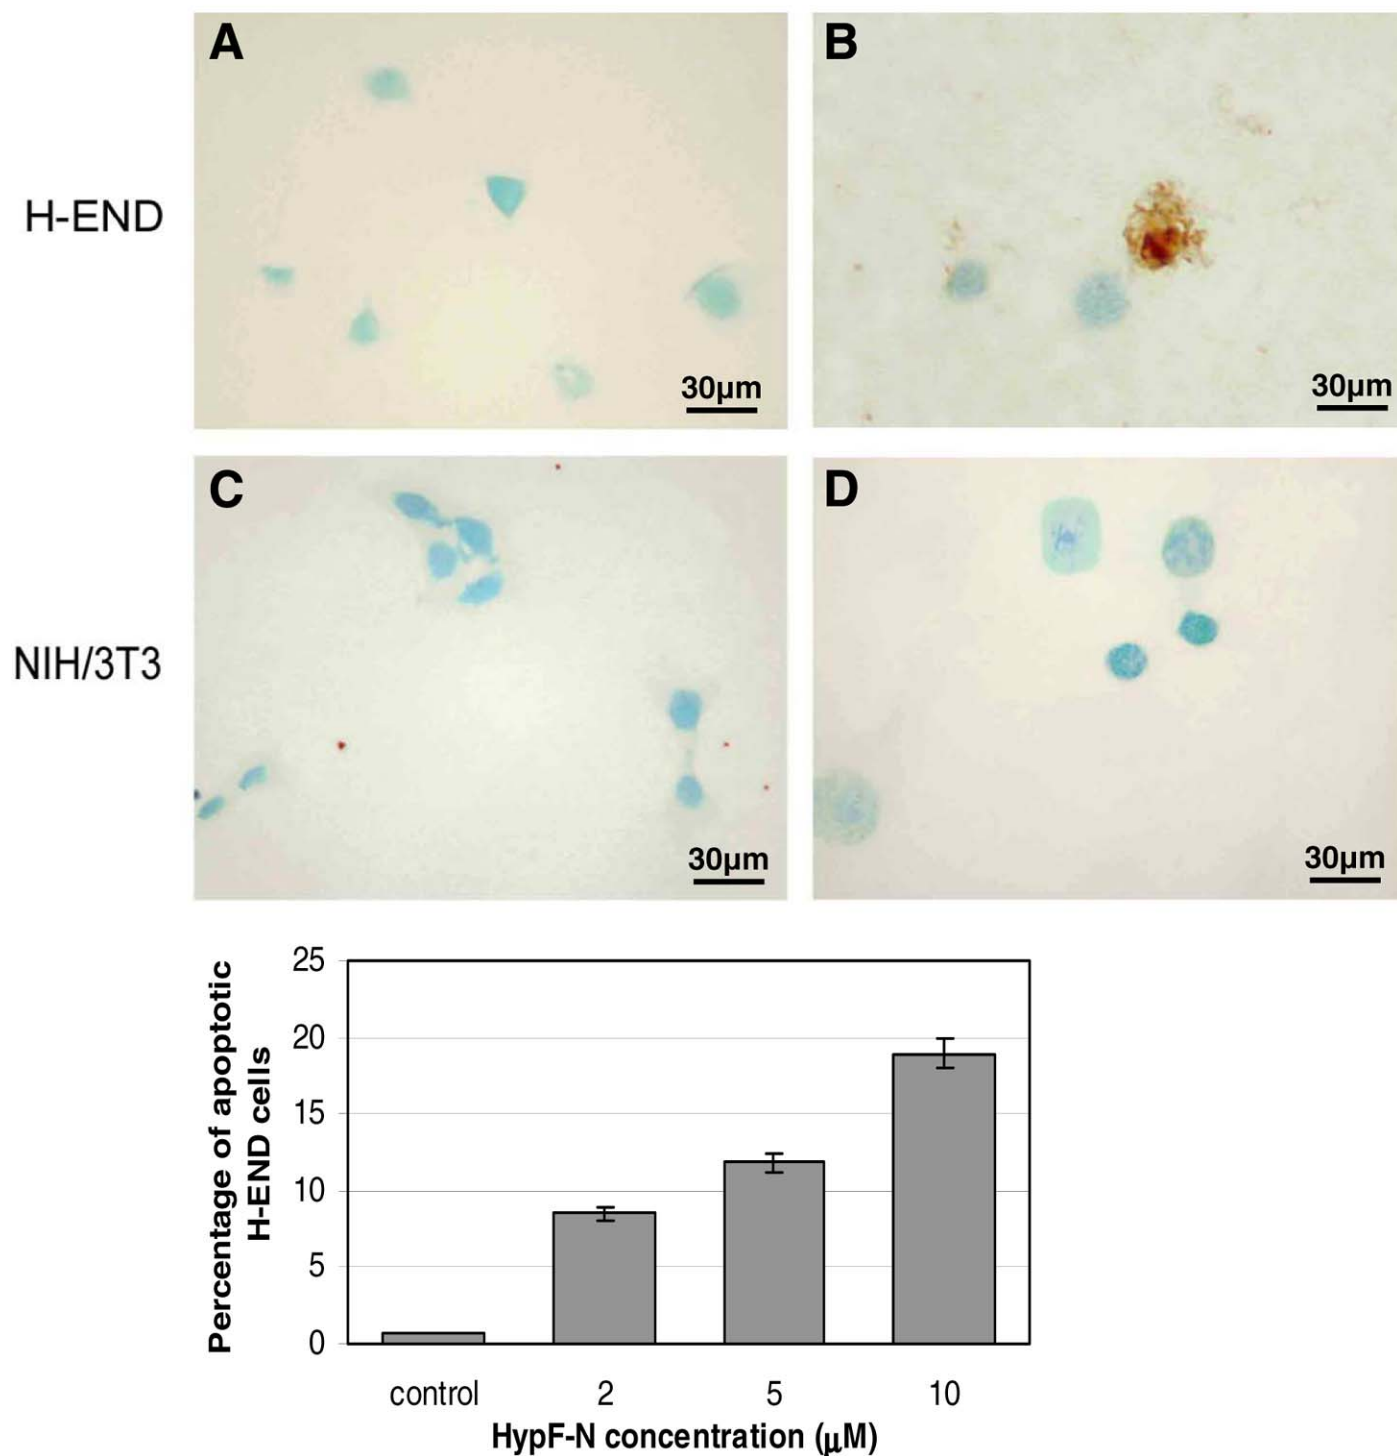 A
B
H-END
30µm
30µm
C
D
NIH/3T3
30µm
30µm
Percentage of apoptotic
H-END cells
25
20
15
10
5
0
control 2 5 10
HypF-N concentration (µM)